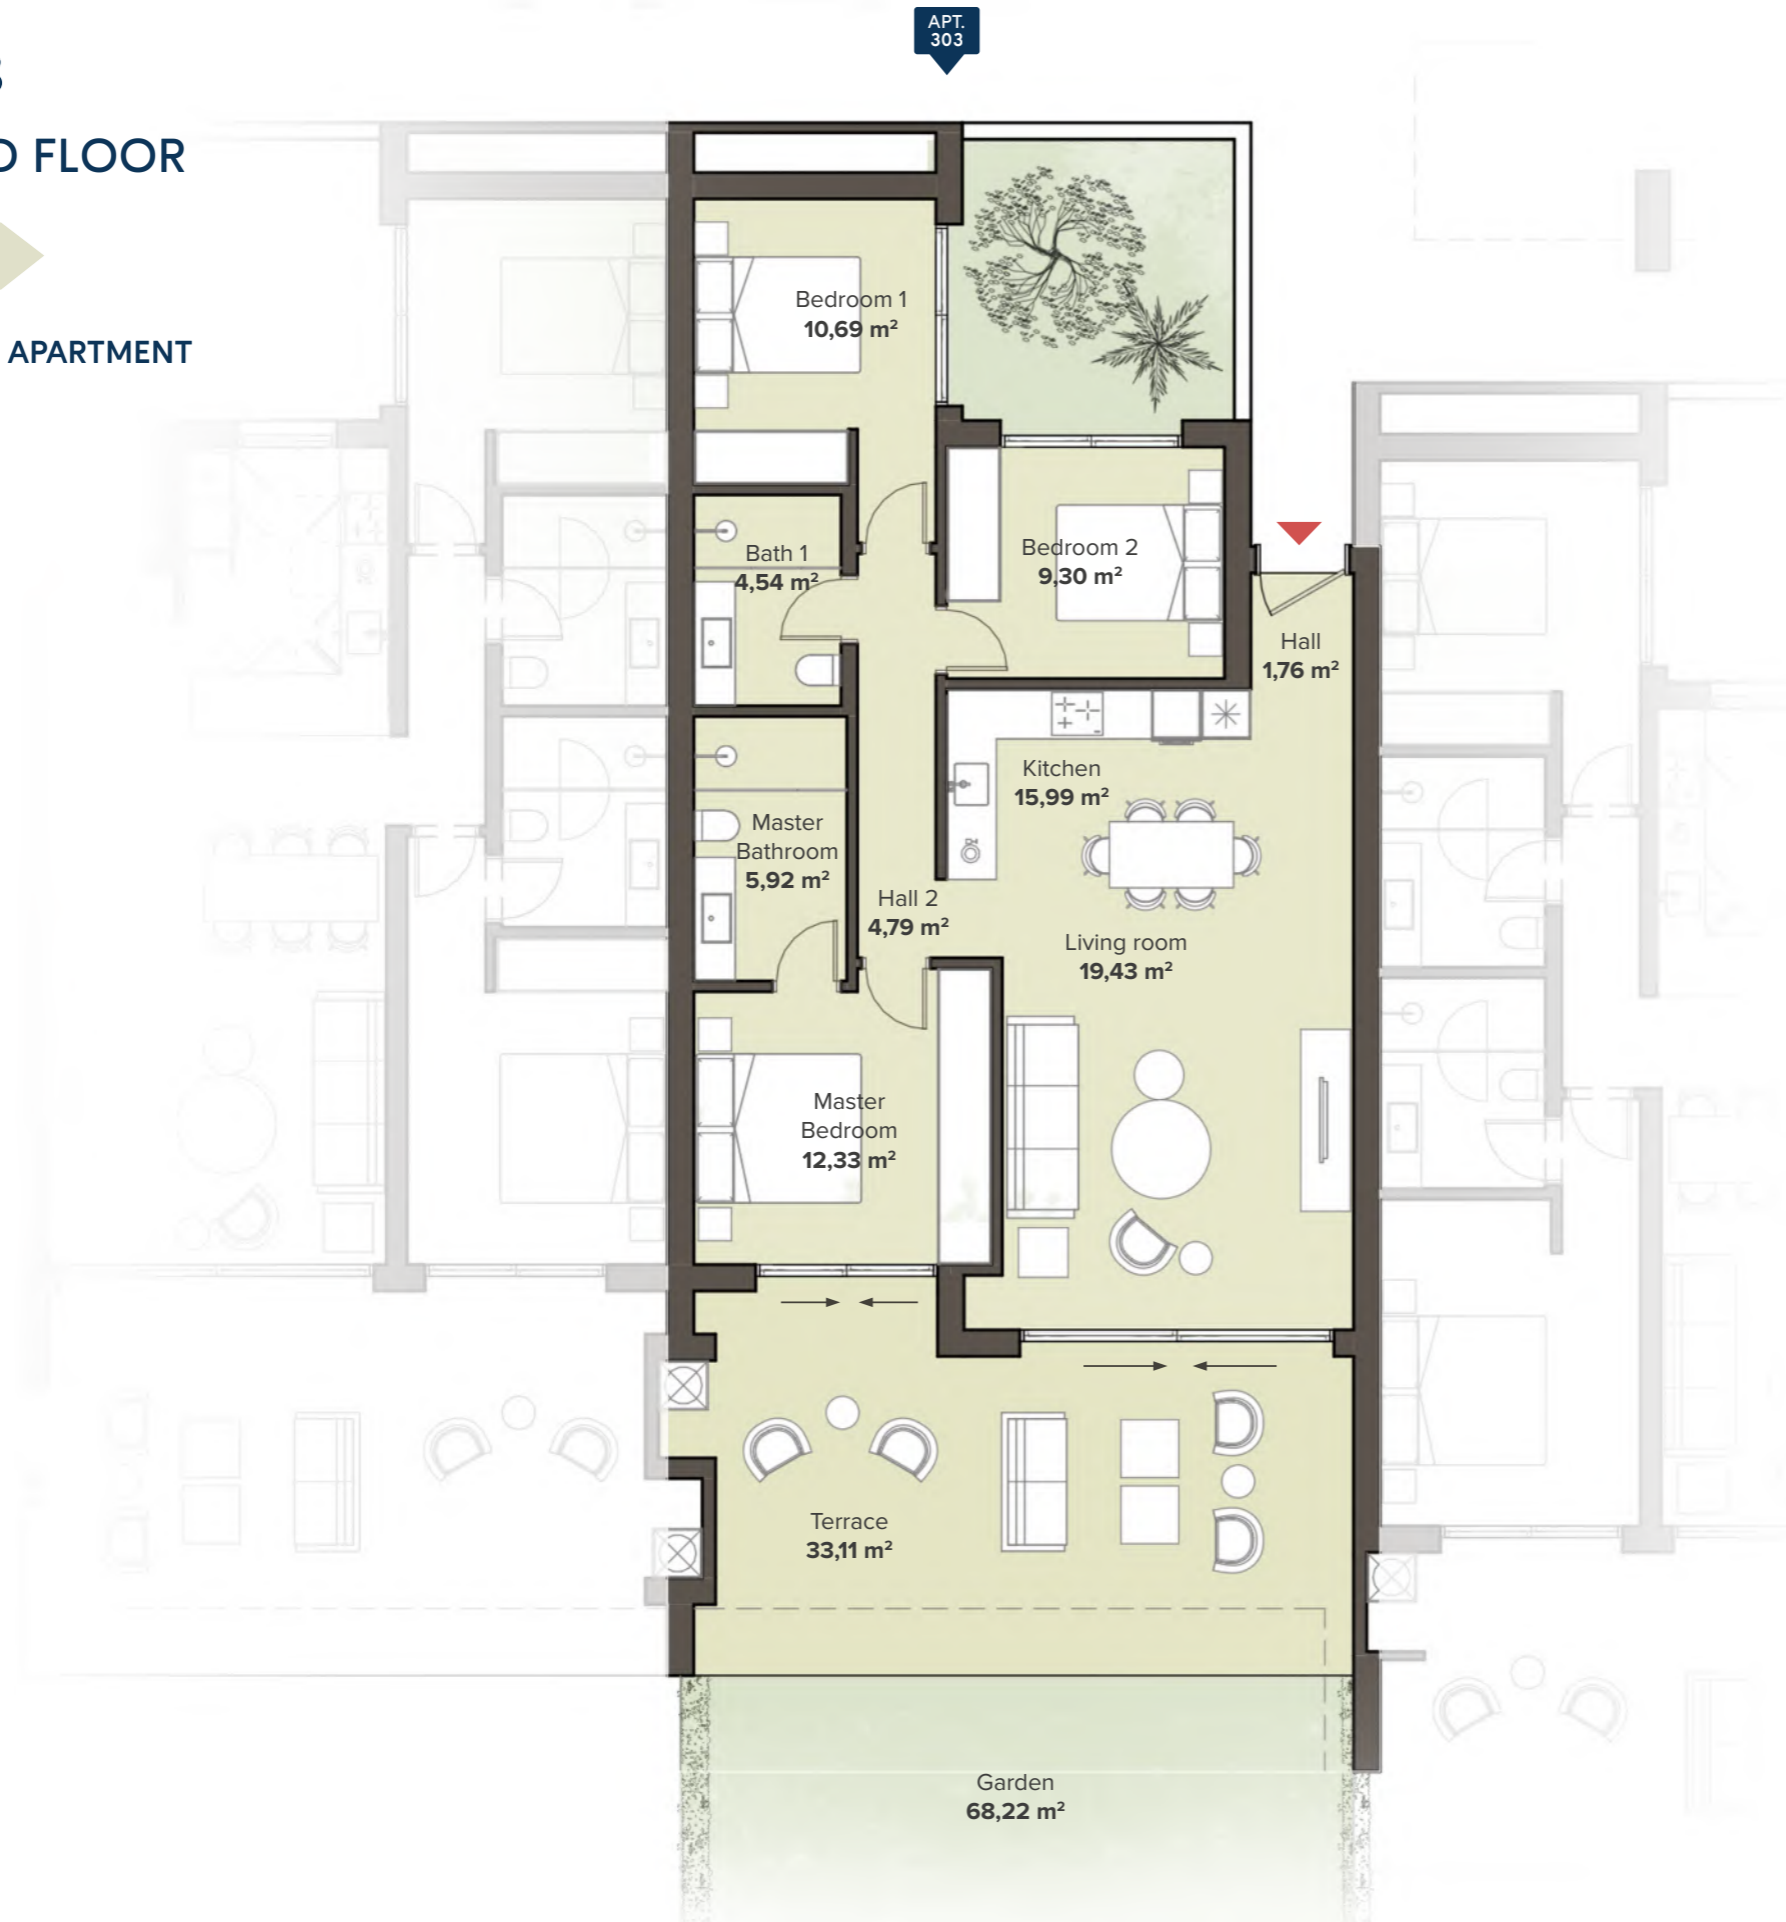 APT.
303
FLOOR
APARTMENT
Bedroom 1
10,69 m²
Bath 1
4,54 m²
Bedroom 2
9,30 m²
Hall
1,76 m²
Kitchen
15,99 m²
Master
Bathroom
5,92 m²
Hall 2
4,79 m²
Living room
19,43 m²
Master
Bedroom
12,33 m²
Terrace
33,11 m²
Garden
68,22 m²